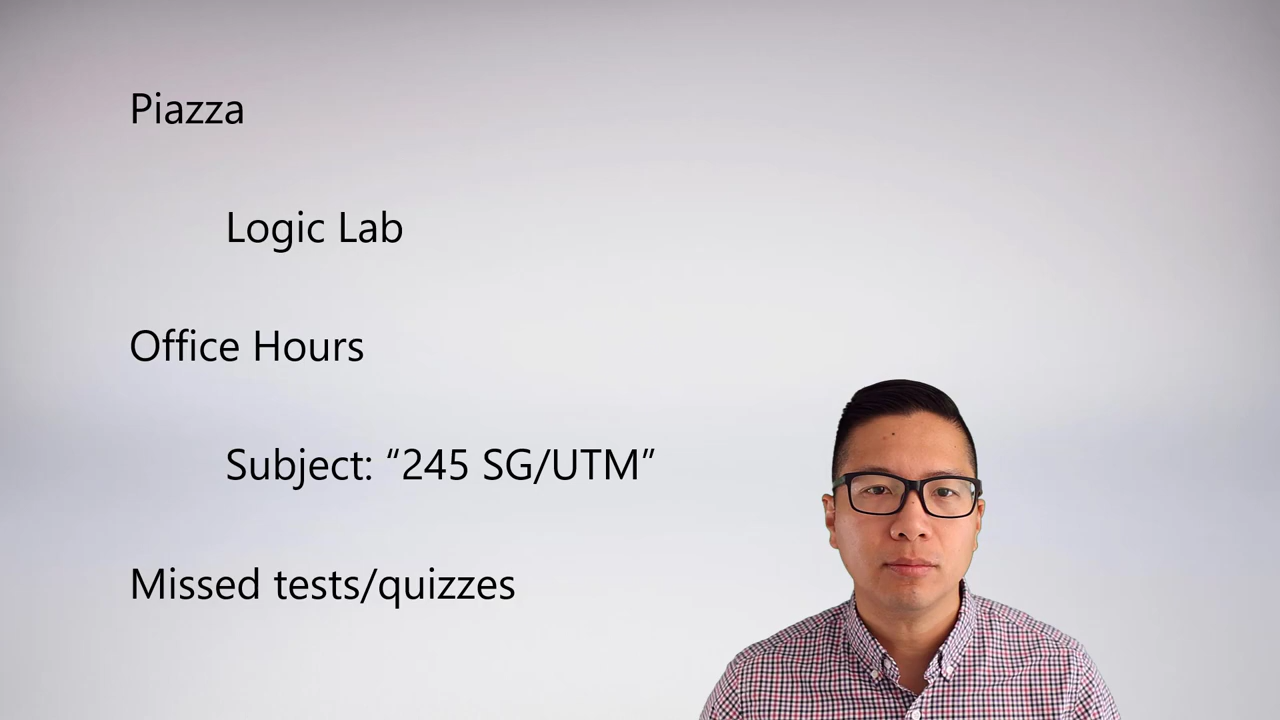 Piazza
Logic Lab
Office Hours
Subject: “245 SG/UTM”
Missed tests/quizzes